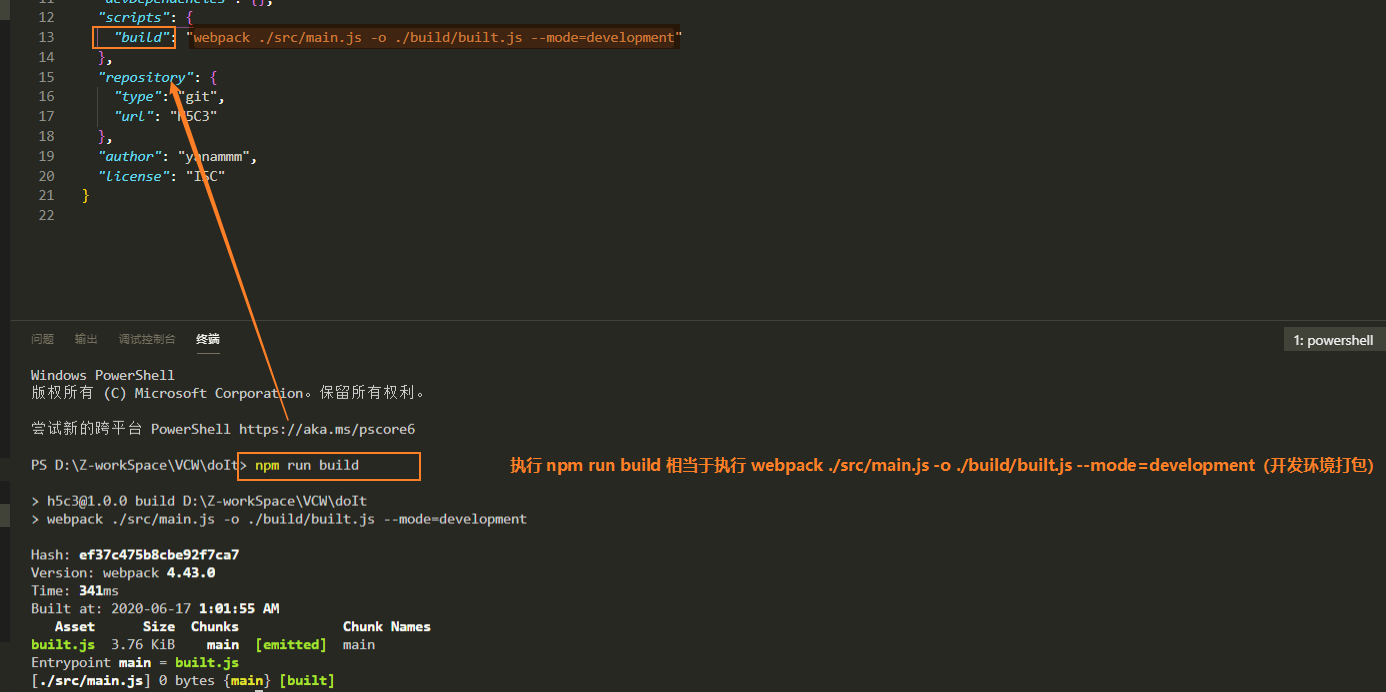 11 "devDependencies": {},
12 "scripts": {
13 "build": "webpack ./src/main.js -o ./build/built.js --mode=development"
14 },
15 "repository": {
16 "type": "git",
17 "url": "h5C3"
18 },
19 "author": "yanammm",
20 "license": "ISC"
21 }
22
问题 输出 调试控制台 终端 1: powershell
Windows PowerShell
版权所有 (C) Microsoft Corporation。保留所有权利。
尝试新的跨平台 PowerShell https://aka.ms/pscore6
PS D:\Z-workSpace\VCW\doIt> npm run build
执行 npm run build 相当于执行 webpack ./src/main.js -o ./build/built.js --mode=development (开发环境打包)
> h5c3@1.0.0 build D:\Z-workSpace\VCW\doIt
> webpack ./src/main.js -o ./build/built.js --mode=development
Hash: ef37c475b8cbe92f7ca7
Version: webpack 4.43.0
Time: 341ms
Built at: 2020-06-17 1:01:55 AM
Asset Size Chunks Chunk Names
built.js 3.76 KiB main [emitted] main
Entrypoint main = built.js
[./src/main.js] 0 bytes {main} [built]